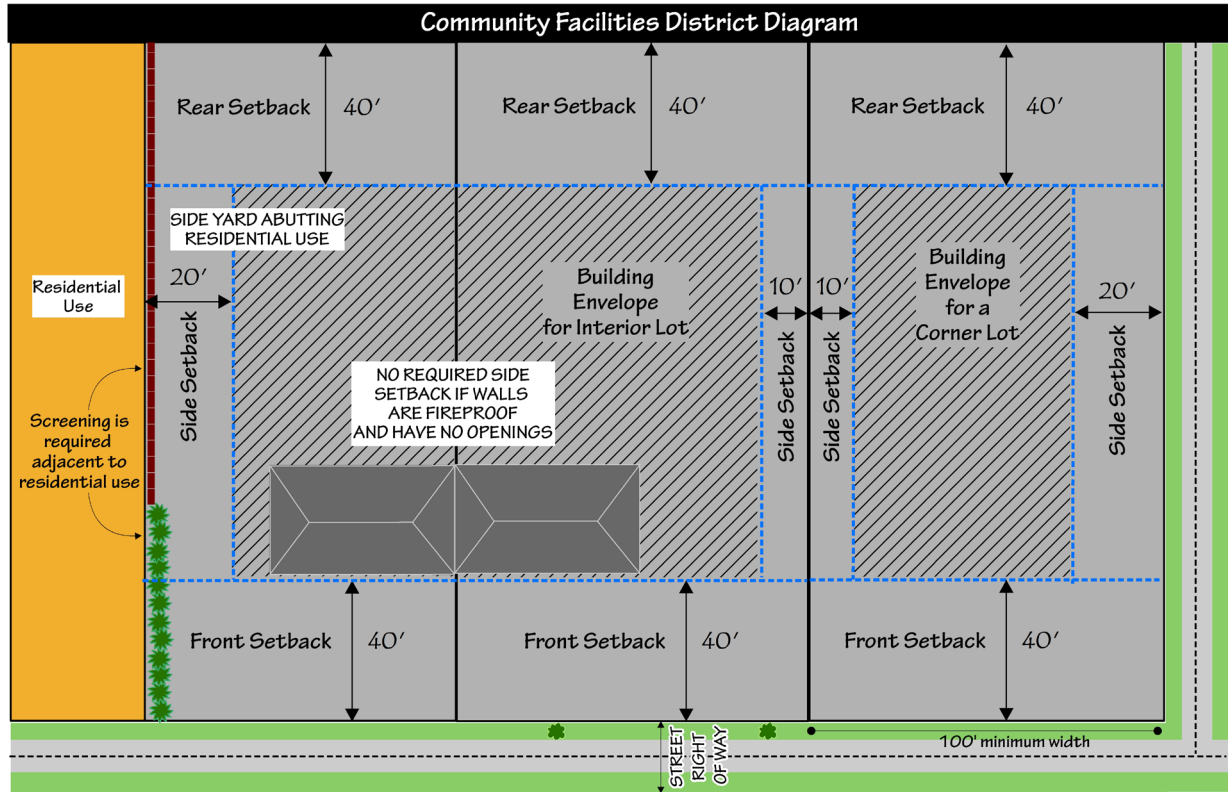 Community Facilities District Diagram
Rear Setback 40'
Rear Setback 40'
Rear Setback 40'
SIDE YARD ABUTTING
RESIDENTIAL USE
Residential
Use
20'
Side Setback
Building
Envelope
for Interior Lot
10'
Side Setback
10'
Side Setback
Building
Envelope
for a
Corner Lot
20'
Side Setback
NO REQUIRED SIDE
SETBACK IF WALLS
ARE FIREPROOF
AND HAVE NO OPENINGS
Screening is
required
adjacent to
residential use
Front Setback 40'
Front Setback 40'
Front Setback 40'
STREET
RIGHT
OF WAY
100' minimum width